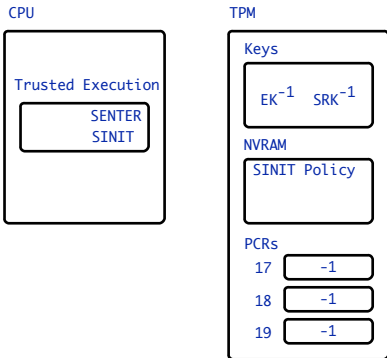 CPU
Trusted Execution
SENTER
SINIT
TPM
Keys
EK-1 SRK-1
NVRAM
SINIT Policy
PCRs
17 -1
18 -1
19 -1